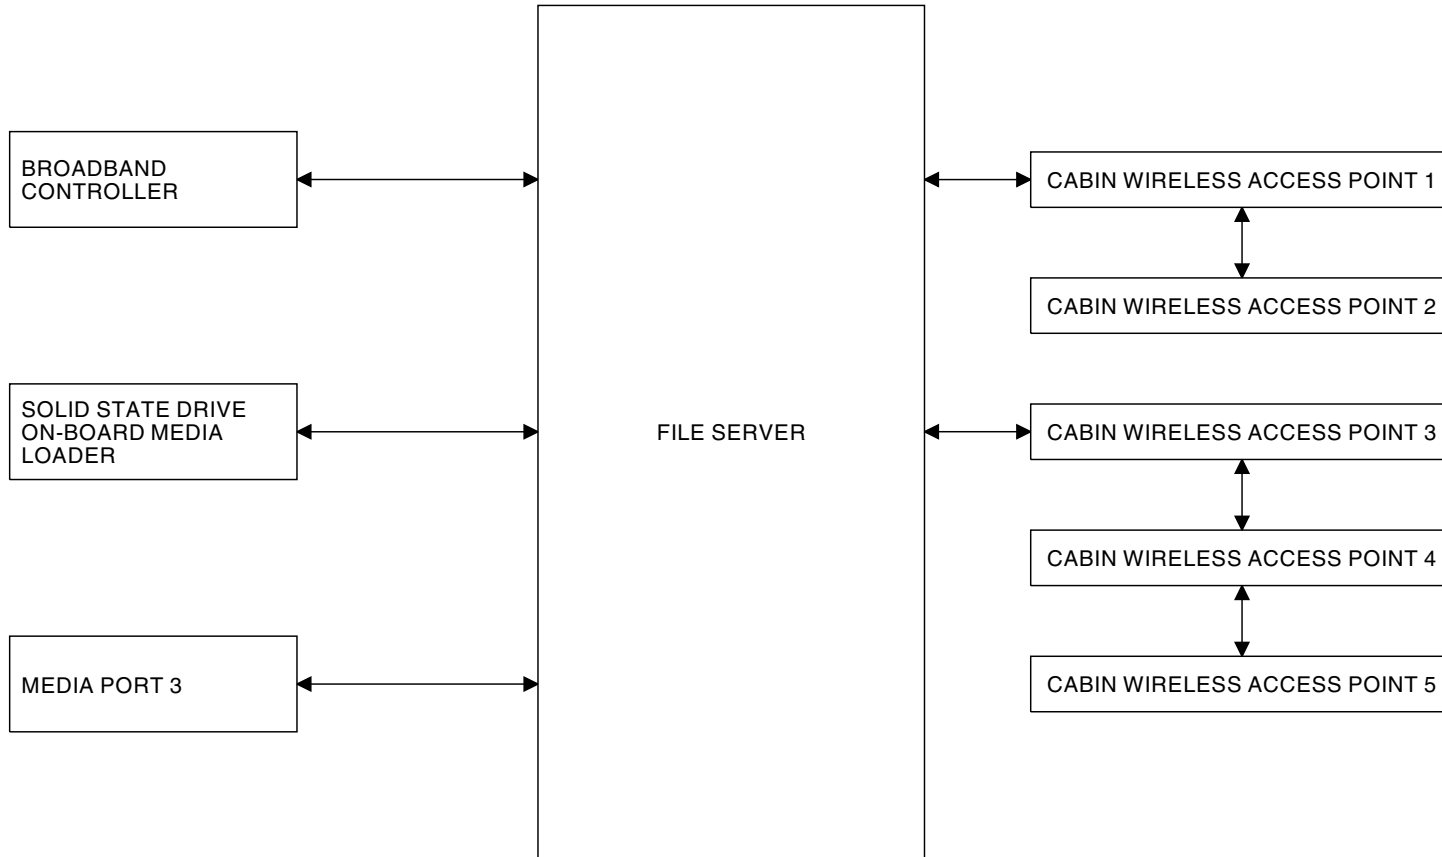 BROADBAND
CONTROLLER
SOLID STATE DRIVE
ON-BOARD MEDIA
LOADER
MEDIA PORT 3
FILE SERVER
CABIN WIRELESS ACCESS POINT 1
CABIN WIRELESS ACCESS POINT 2
CABIN WIRELESS ACCESS POINT 3
CABIN WIRELESS ACCESS POINT 4
CABIN WIRELESS ACCESS POINT 5